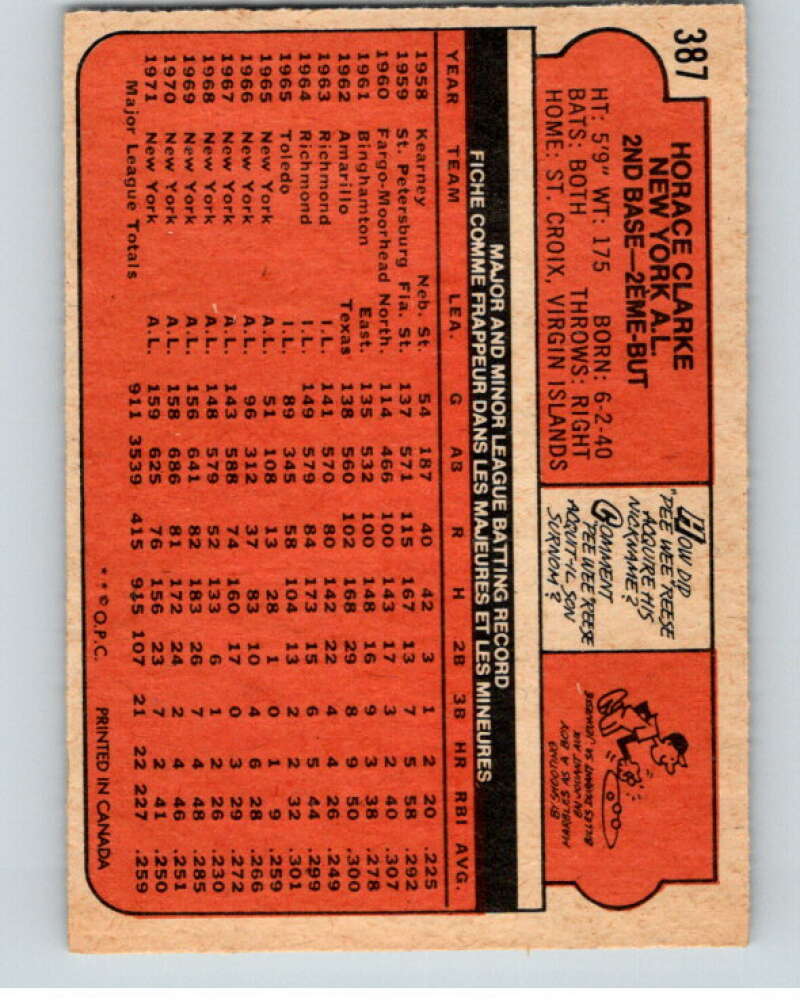 387
HORACE CLARKE
NEW YORK A.L.
2ND BASE—2ÈME-BUT
HT: 5'9" WT: 175 BORN: 6-2-40
BATS: BOTH THROWS: RIGHT
HOME: ST. CROIX, VIRGIN ISLANDS
HOW DID
"PEE WEE" REESE
ACQUIRE HIS
NICKNAME?
COMMENT
"PEE WEE" REESE
ACQUIT-IL SON
SURNOM?
BY SHOOTING
MARBLES AS A BOY
EN JOUANT AUX
BILLES DURANT SA JEUNESSE
MAJOR AND MINOR LEAGUE BATTING RECORD
FICHE COMME FRAPPEUR DANS LES MAJEURES ET LES MINEURES
YEAR TEAM LEA. G AB R H 2B 3B HR RBI AVG.
1958 Kearney Neb. St. 54 187 40 42 3 1 2 20 .225
1959 St. Petersburg Fla. St. 137 571 115 167 13 7 5 58 .292
1960 Fargo-Moorhead North. 114 466 100 143 17 3 2 40 .307
1961 Binghamton East. 135 532 100 148 16 9 3 38 .278
1962 Amarillo Texas 138 560 102 168 29 8 9 50 .300
1963 Richmond I.L. 141 570 80 142 22 4 4 26 .249
1964 Richmond I.L. 149 579 84 173 15 6 5 44 .299
1965 Toledo I.L. 89 345 58 104 13 2 2 32 .301
1965 New York A.L. 51 108 13 28 1 0 1 9 .259
1966 New York A.L. 96 312 37 83 10 4 6 28 .266
1967 New York A.L. 143 588 74 160 17 0 3 29 .272
1968 New York A.L. 148 579 52 133 6 1 2 26 .230
1969 New York A.L. 156 641 82 183 26 7 4 48 .285
1970 New York A.L. 158 686 81 172 24 2 4 46 .251
1971 New York A.L. 159 625 76 156 23 7 2 41 .250
Major League Totals 911 3539 415 915 107 21 22 227 .259
* * © O.P.C. PRINTED IN CANADA